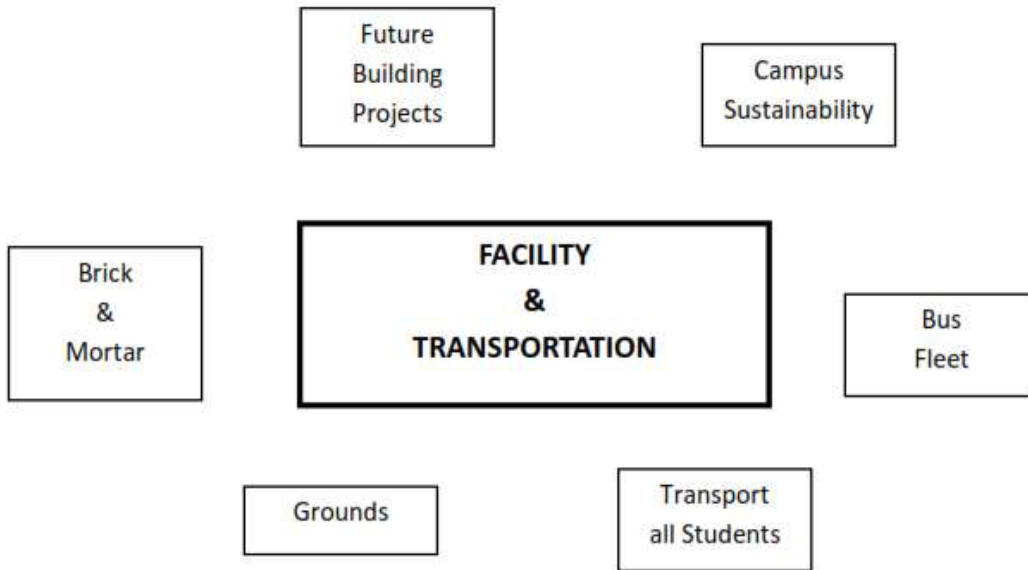 Future
Building
Projects
Campus
Sustainability
FACILITY
&
TRANSPORTATION
Brick
&
Mortar
Bus
Fleet
Grounds
Transport
all Students